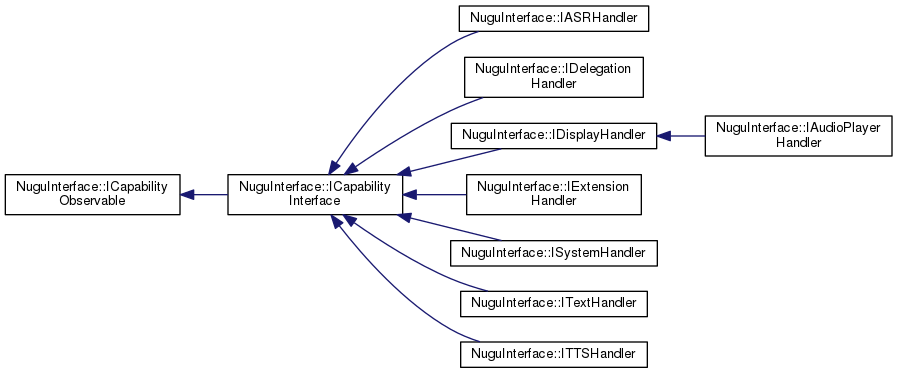 NuguInterface::IASRHandler
NuguInterface::IDelegation
Handler
NuguInterface::IDisplayHandler
NuguInterface::IAudioPlayer
Handler
NuguInterface::ICapability
Observable
NuguInterface::ICapability
Interface
NuguInterface::IExtension
Handler
NuguInterface::ISystemHandler
NuguInterface::ITextHandler
NuguInterface::ITTSHandler